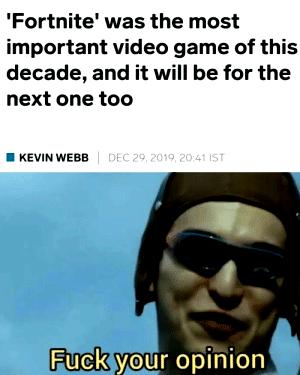 'Fortnite' was the most
important video game of this
decade, and it will be for the
next one too
KEVIN WEBB | DEC 29, 2019, 20:41 IST
Fuck your opinion